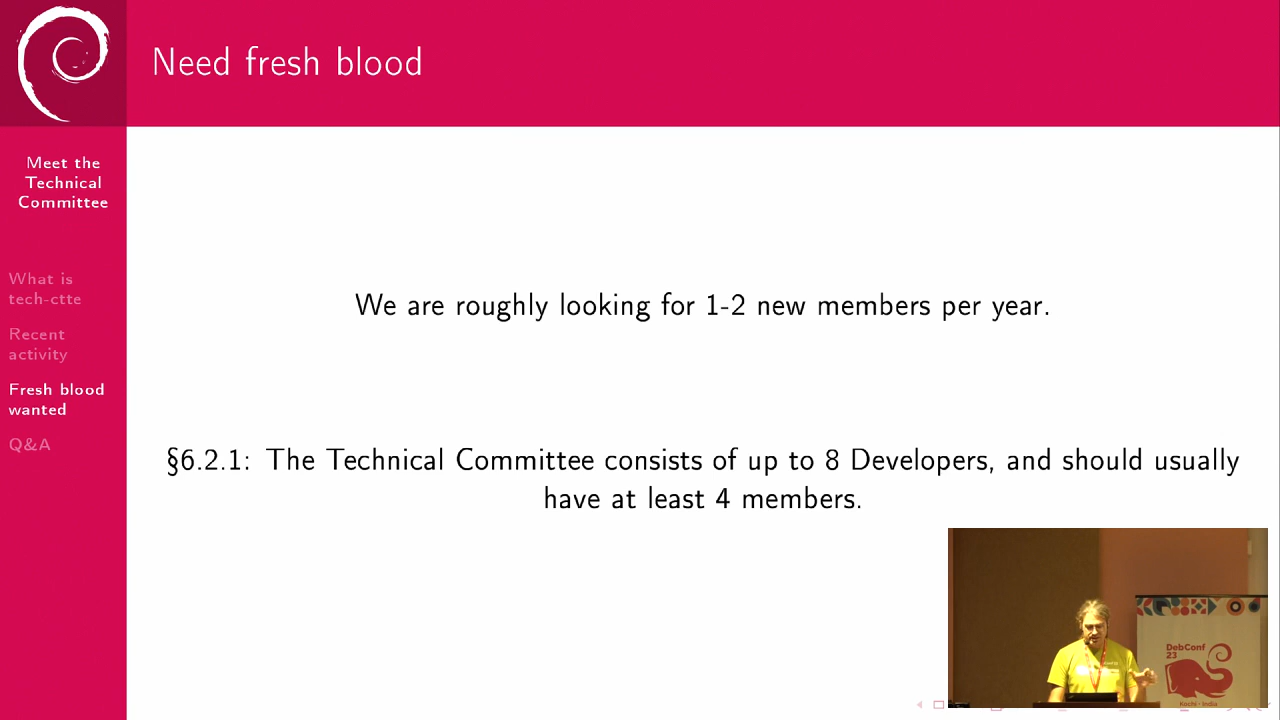 Need fresh blood
Meet the
Technical
Committee
What is
tech-ctte
Recent
activity
Fresh blood
wanted
Q&A
We are roughly looking for 1-2 new members per year.
§6.2.1: The Technical Committee consists of up to 8 Developers, and should usually
have at least 4 members.
DebConf
23
Kochi · India